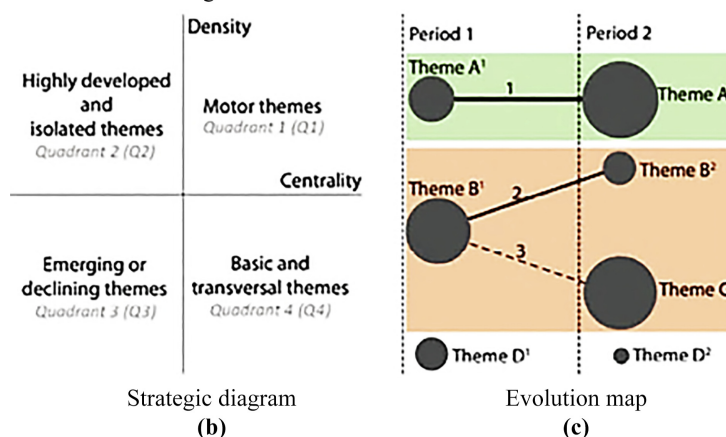 Density
Highly developed
and
isolated themes
Quadrant 2 (Q2)
Motor themes
Quadrant 1 (Q1)
Centrality
Emerging or
declining themes
Quadrant 3 (Q3)
Basic and
transversal themes
Quadrant 4 (Q4)
Strategic diagram
(b)
Period 1
Period 2
Theme A¹
1
Theme A
Theme B¹
2
Theme B²
3
Theme C
Theme D¹
Theme D²
Evolution map
(c)